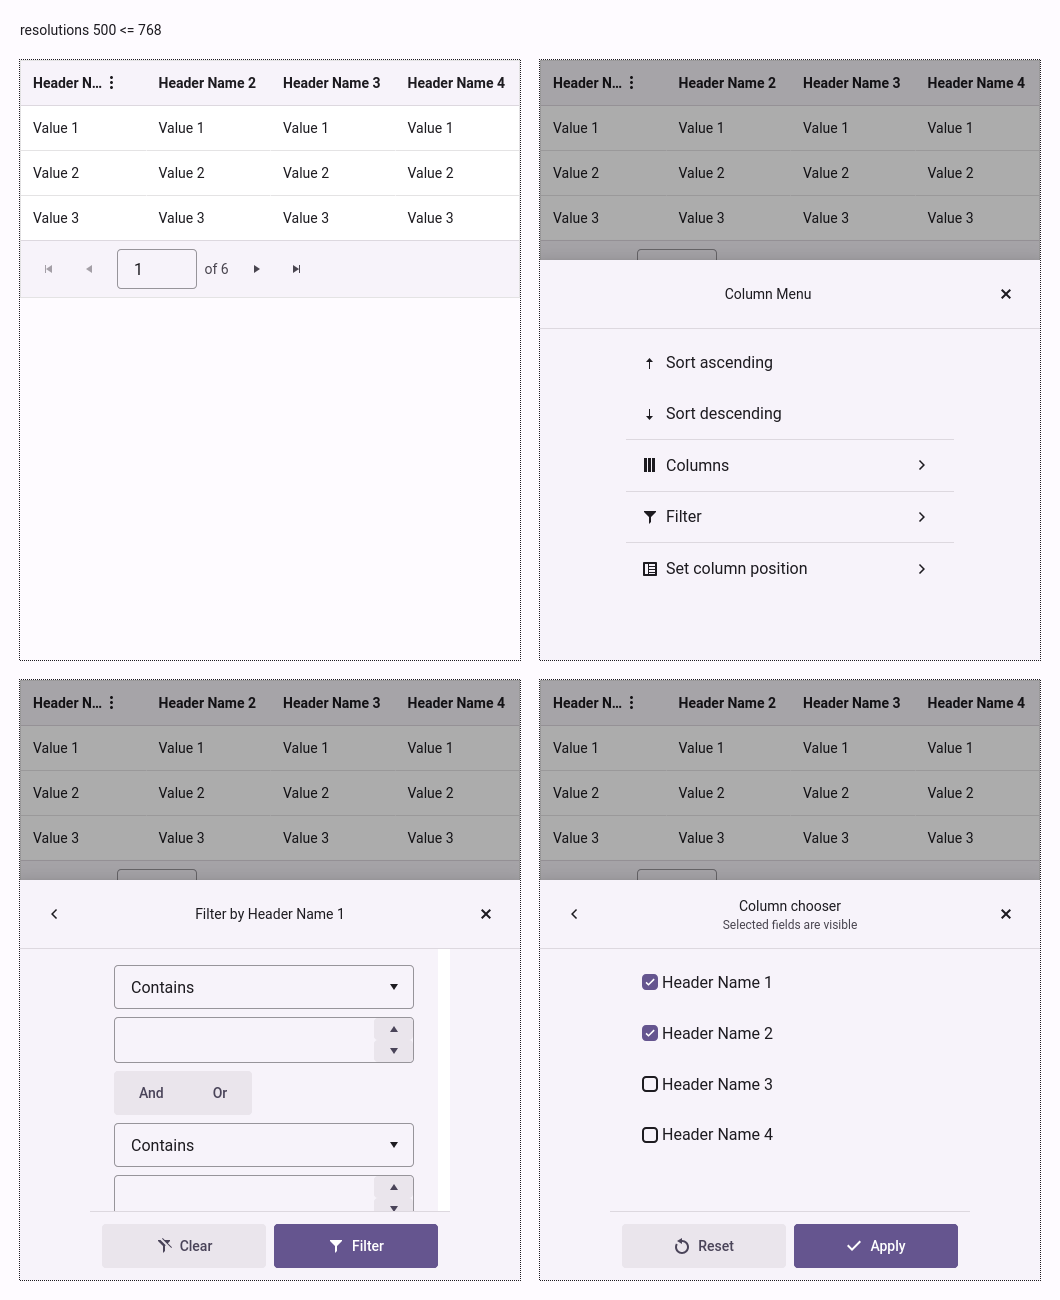 resolutions 500 <= 768
Header N... Header Name 2 Header Name 3 Header Name 4
Value 1 Value 1 Value 1 Value 1
Value 2 Value 2 Value 2 Value 2
Value 3 Value 3 Value 3 Value 3
1 of 6
Header N... Header Name 2 Header Name 3 Header Name 4
Value 1 Value 1 Value 1 Value 1
Value 2 Value 2 Value 2 Value 2
Value 3 Value 3 Value 3 Value 3
Column Menu
Sort ascending
Sort descending
Columns
Filter
Set column position
Header N... Header Name 2 Header Name 3 Header Name 4
Value 1 Value 1 Value 1 Value 1
Value 2 Value 2 Value 2 Value 2
Value 3 Value 3 Value 3 Value 3
Filter by Header Name 1
Contains
And Or
Contains
Clear Filter
Header N... Header Name 2 Header Name 3 Header Name 4
Value 1 Value 1 Value 1 Value 1
Value 2 Value 2 Value 2 Value 2
Value 3 Value 3 Value 3 Value 3
Column chooser
Selected fields are visible
Header Name 1
Header Name 2
Header Name 3
Header Name 4
Reset Apply